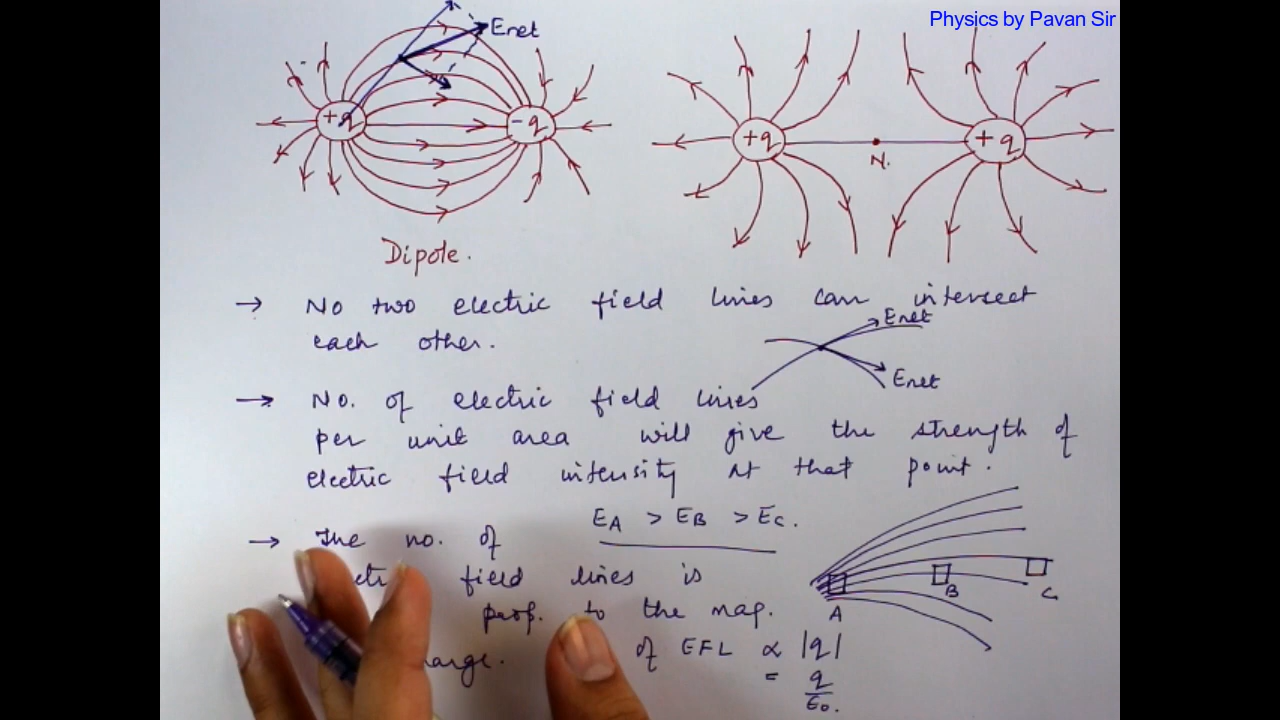 Physics by Pavan Sir
Enet
+q
-q
+q
N.
+q
Dipole.
→ No two electric field lines can intersect
each other.
Enet
Enet
→ No. of electric field lines
per unit area will give the strength of
electric field intensity at that point.
EA > EB > EC.
→ The no. of
field lines is
prop. to the mag.
of EFL ∝ |q|
= q
ε0.
A
B
C